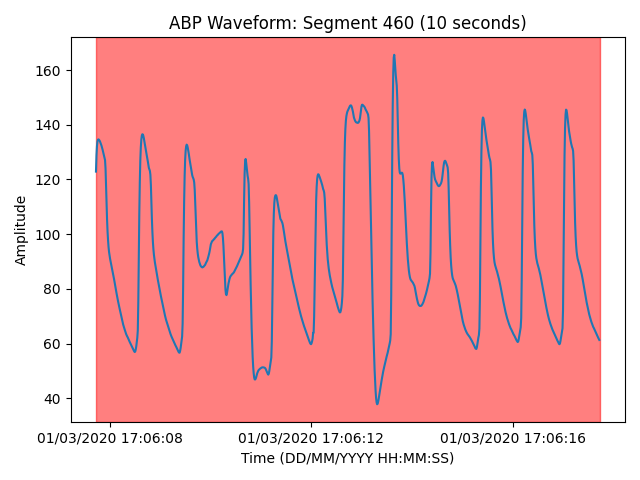 ABP Waveform: Segment 460 (10 seconds)
Amplitude
160
140
120
100
80
60
40
01/03/2020 17:06:08 01/03/2020 17:06:12 01/03/2020 17:06:16
Time (DD/MM/YYYY HH:MM:SS)